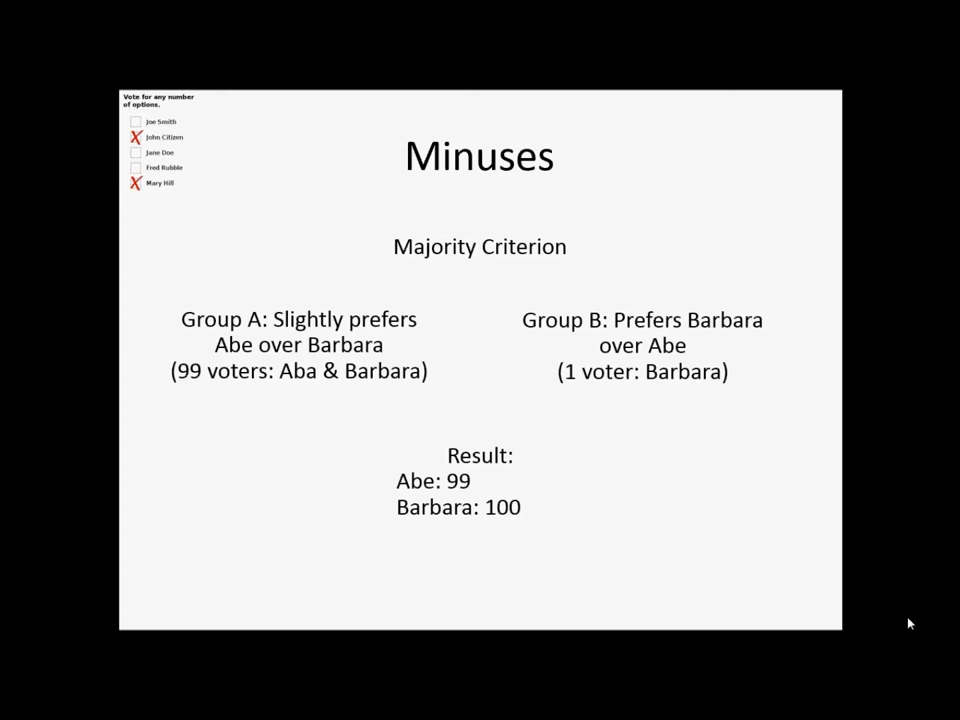 Vote for any number
of options.
Joe Smith
John Citizen
Jane Doe
Fred Rubble
Mary Hill
Minuses
Majority Criterion
Group A: Slightly prefers
Abe over Barbara
(99 voters: Aba & Barbara)
Group B: Prefers Barbara
over Abe
(1 voter: Barbara)
Result:
Abe: 99
Barbara: 100